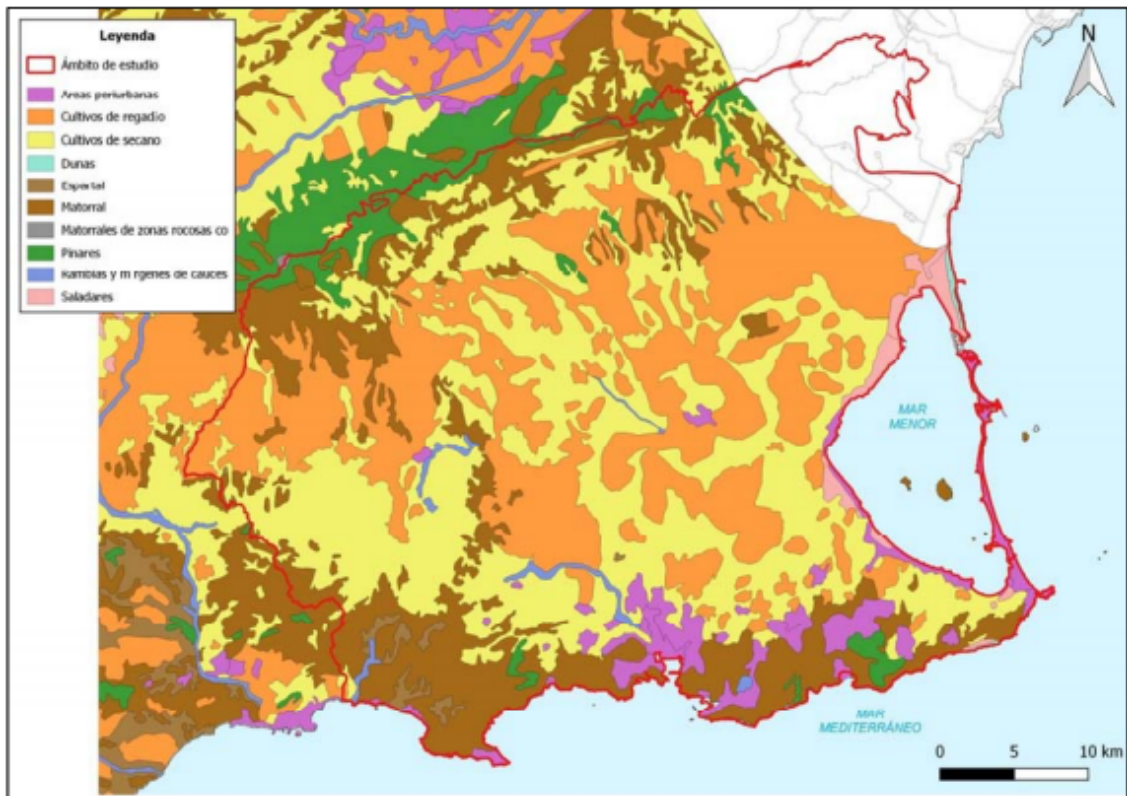 Leyenda
Ámbito de estudio
Areas periurbanas
Cultivos de regadio
Cultivos de secano
Dunas
Espartal
Matorral
Matorrales de zonas rocosas co
Pinares
Ramblas y m rgenes de cauces
Saladares
N
MAR
MENOR
MAR
MEDITERRÁNEO
0 5 10 km